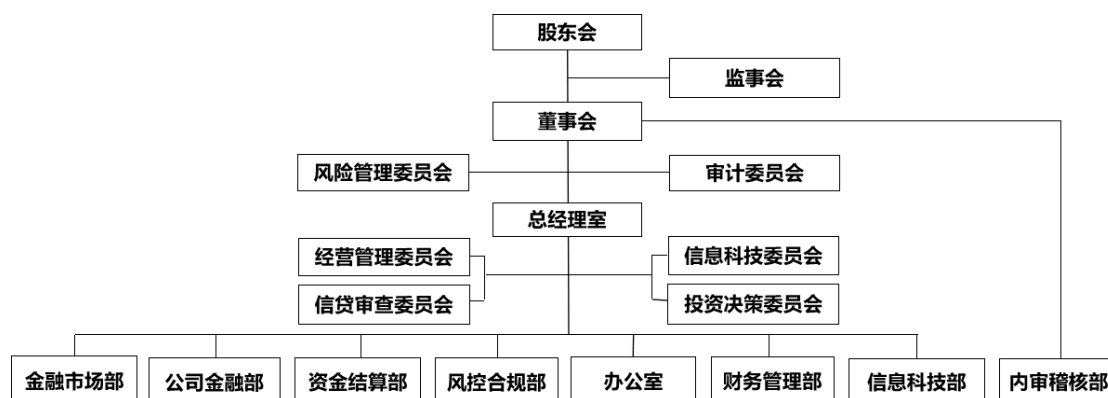 股东会
监事会
董事会
风险管理委员会
审计委员会
总经理室
经营管理委员会
信息科技委员会
信贷审查委员会
投资决策委员会
金融市场部
公司金融部
资金结算部
风控合规部
办公室
财务管理部
信息科技部
内审稽核部